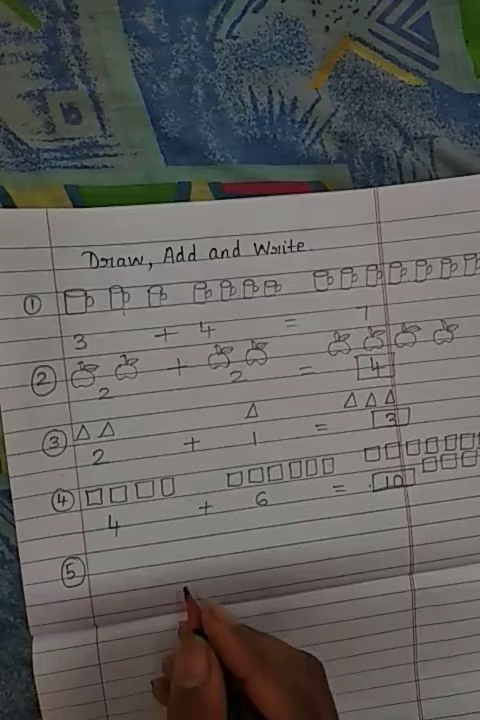 Draw, Add and Write.
①
3 + 4 = 7
② + 
2 2 = 4
③
2 + 1 = 3
④
4 + 6 = 10
⑤